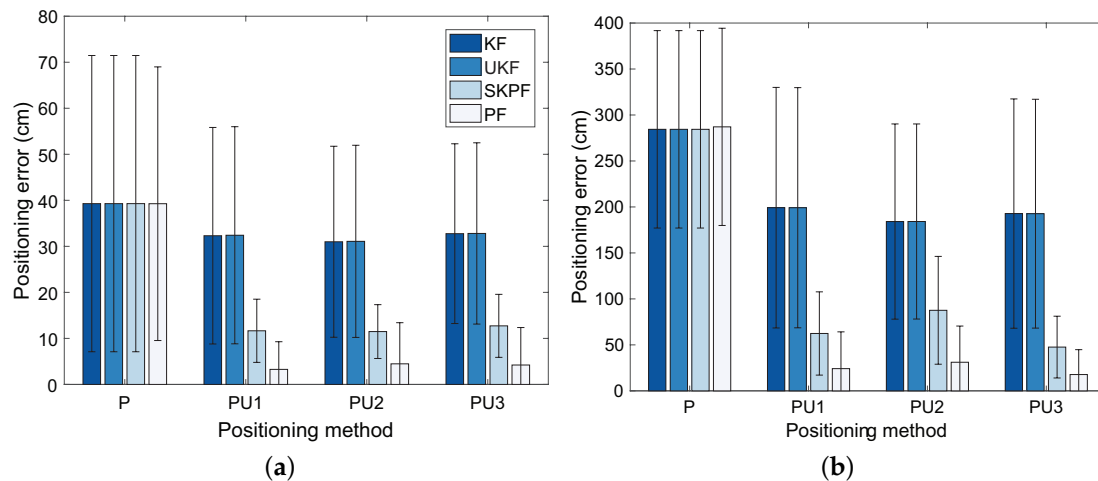 80
70
60
50
40
30
20
10
0
Positioning error (cm)
KF
UKF
SKPF
PF
P
PU1
PU2
PU3
Positioning method
(a)
400
350
300
250
200
150
100
50
0
Positioning error (cm)
P
PU1
PU2
PU3
Positioning method
(b)